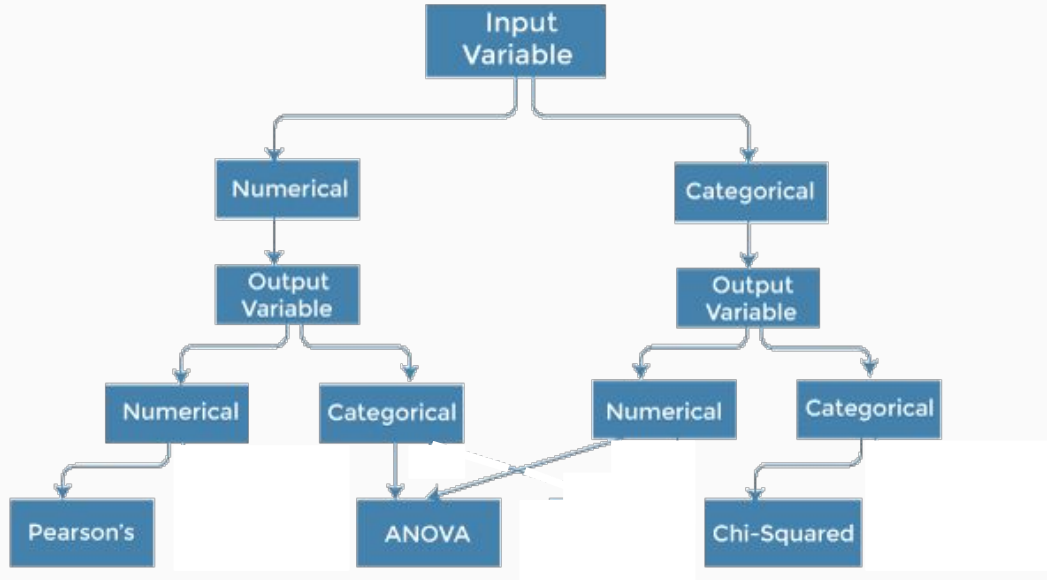 Input
Variable
Numerical
Categorical
Output
Variable
Output
Variable
Numerical
Categorical
Numerical
Categorical
Pearson's
ANOVA
Chi-Squared